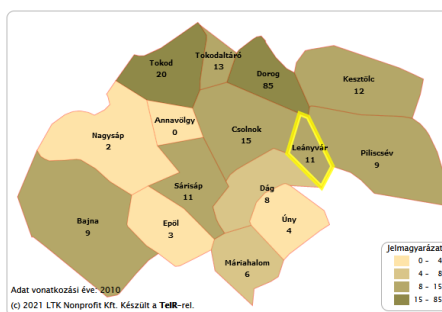 Tokodaltáró
13
Tokod
20
Dorog
85
Kesztölc
12
Annavölgy
0
Nagysáp
2
Csolnok
15
Leányvár
11
Piliscsév
9
Sárisáp
11
Dág
8
Bajna
9
Epöl
3
Úny
4
Máriahalom
6
Jelmagyarázat
0 - 4
4 - 8
8 - 15
15 - 85
Adat vonatkozási éve: 2010
(c) 2021 LTK Nonprofit Kft. Készült a TeIR-rel.